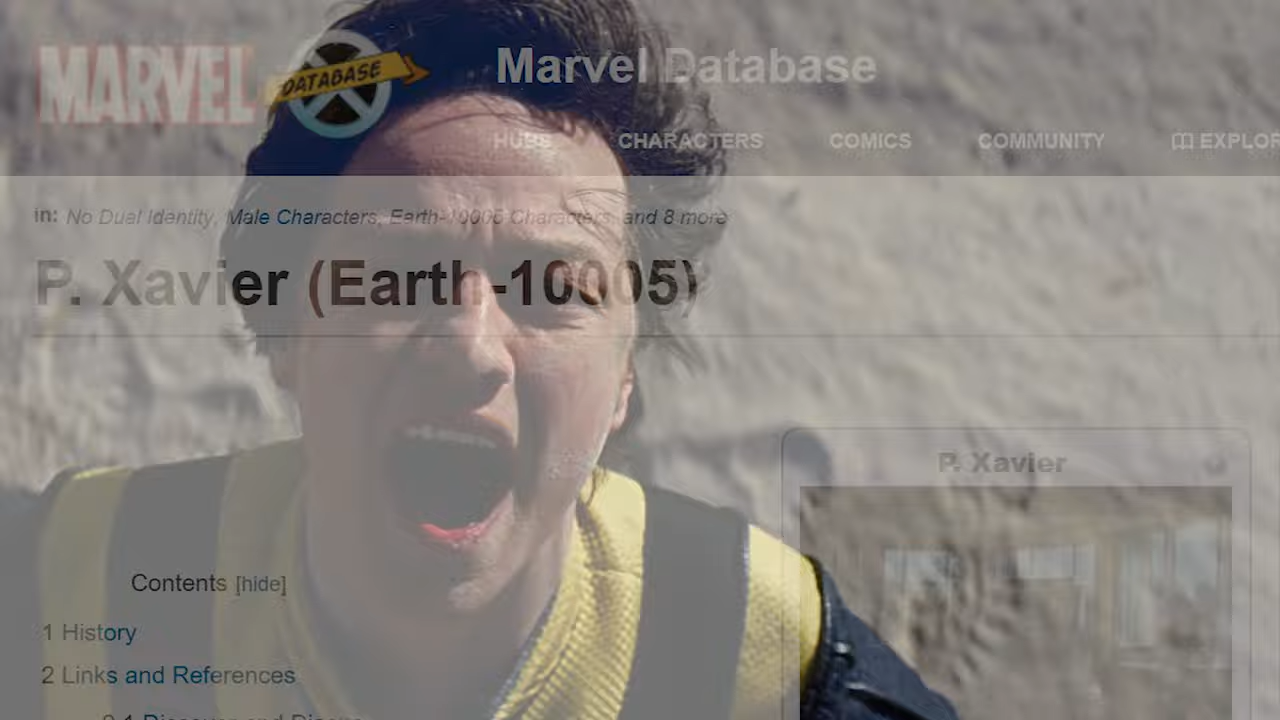 MARVEL
DATABASE
Marvel Database
HUBS CHARACTERS COMICS COMMUNITY EXPLOR
in: No Dual Identity, Male Characters, Earth-10005 Characters, and 8 more
P. Xavier (Earth-10005)
P. Xavier
Contents [hide]
1 History
2 Links and References